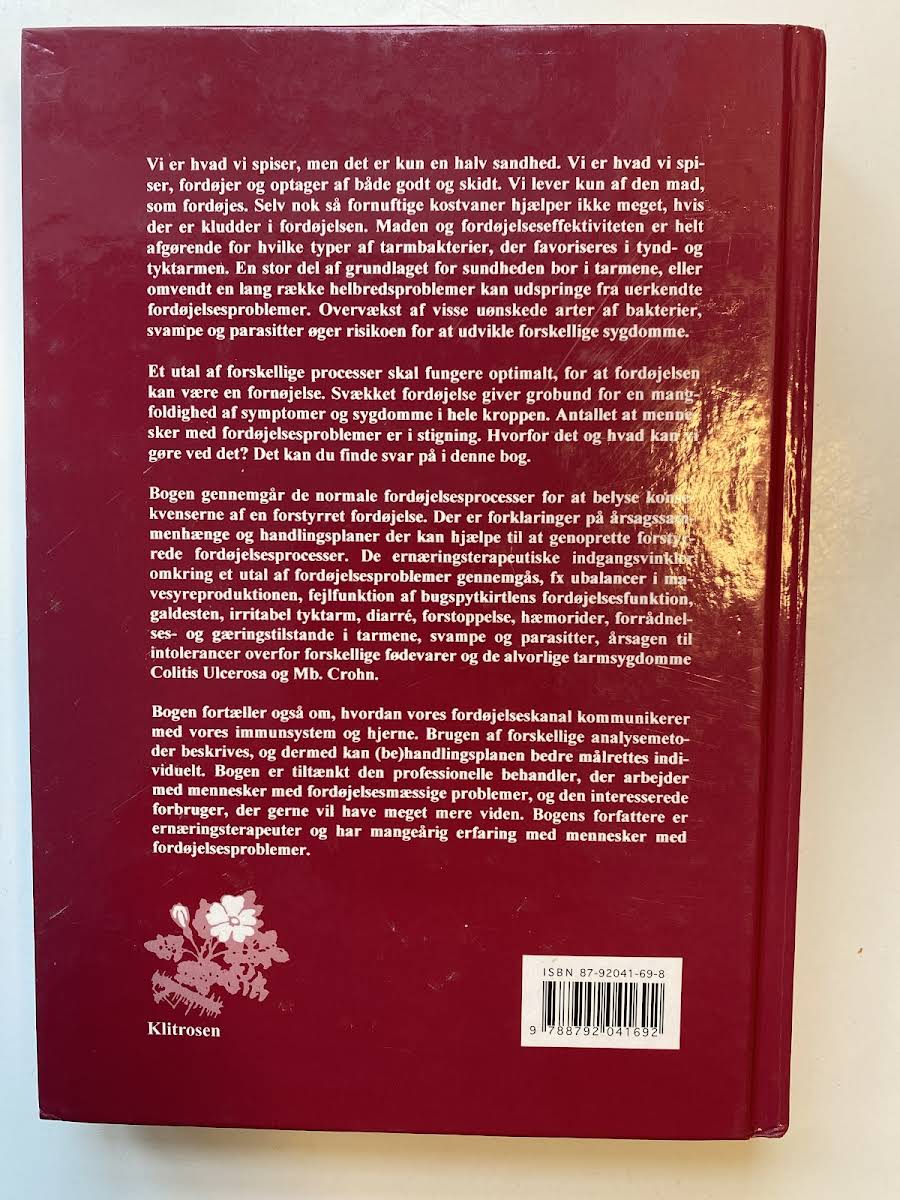 Vi er hvad vi spiser, men det er kun en halv sandhed. Vi er hvad vi spi-
ser, fordøjer og optager af både godt og skidt. Vi lever kun af den mad,
som fordøjes. Selv nok så fornuftige kostvaner hjælper ikke meget, hvis
der er kludder i fordøjelsen. Maden og fordøjelseseffektiviteten er helt
afgørende for hvilke typer af tarmbakterier, der favoriseres i tynd- og
tyktarmen. En stor del af grundlaget for sundheden bor i tarmene, eller
omvendt en lang række helbredsproblemer kan udspringe fra uerkendte
fordøjelsesproblemer. Overvækst af visse uønskede arter af bakterier,
svampe og parasitter øger risikoen for at udvikle forskellige sygdomme.
Et utal af forskellige processer skal fungere optimalt, for at fordøjelsen
kan være en fornøjelse. Svækket fordøjelse giver grobund for en mang-
foldighed af symptomer og sygdomme i hele kroppen. Antallet at menne-
sker med fordøjelsesproblemer er i stigning. Hvorfor det og hvad kan vi
gøre ved det? Det kan du finde svar på i denne bog.
Bogen gennemgår de normale fordøjelsesprocesser for at belyse konse-
kvenserne af en forstyrret fordøjelse. Der er forklaringer på årsagssam-
menhænge og handlingsplaner der kan hjælpe til at genoprette forstyr-
rede fordøjelsesprocesser. De ernæringsterapeutiske indgangsvinkler
omkring et utal af fordøjelsesproblemer gennemgås, fx ubalancer i ma-
vesyreproduktionen, fejlfunktion af bugspytkirtlens fordøjelsesfunktion,
galdesten, irritabel tyktarm, diarré, forstoppelse, hæmorider, forrådnel-
ses- og gæringstilstande i tarmene, svampe og parasitter, årsagen til
intolerancer overfor forskellige fødevarer og de alvorlige tarmsygdomme
Colitis Ulcerosa og Mb. Crohn.
Bogen fortæller også om, hvordan vores fordøjelseskanal kommunikerer
med vores immunsystem og hjerne. Brugen af forskellige analysemeto-
der beskrives, og dermed kan (be)handlingsplanen bedre målrettes indi-
viduelt. Bogen er tiltænkt den professionelle behandler, der arbejder
med mennesker med fordøjelsesmæssige problemer, og den interesserede
forbruger, der gerne vil have meget mere viden. Bogens forfattere er
ernæringsterapeuter og har mangeårig erfaring med mennesker med
fordøjelsesproblemer.
Klitrosen
ISBN 87-92041-69-8
9 788792 041692